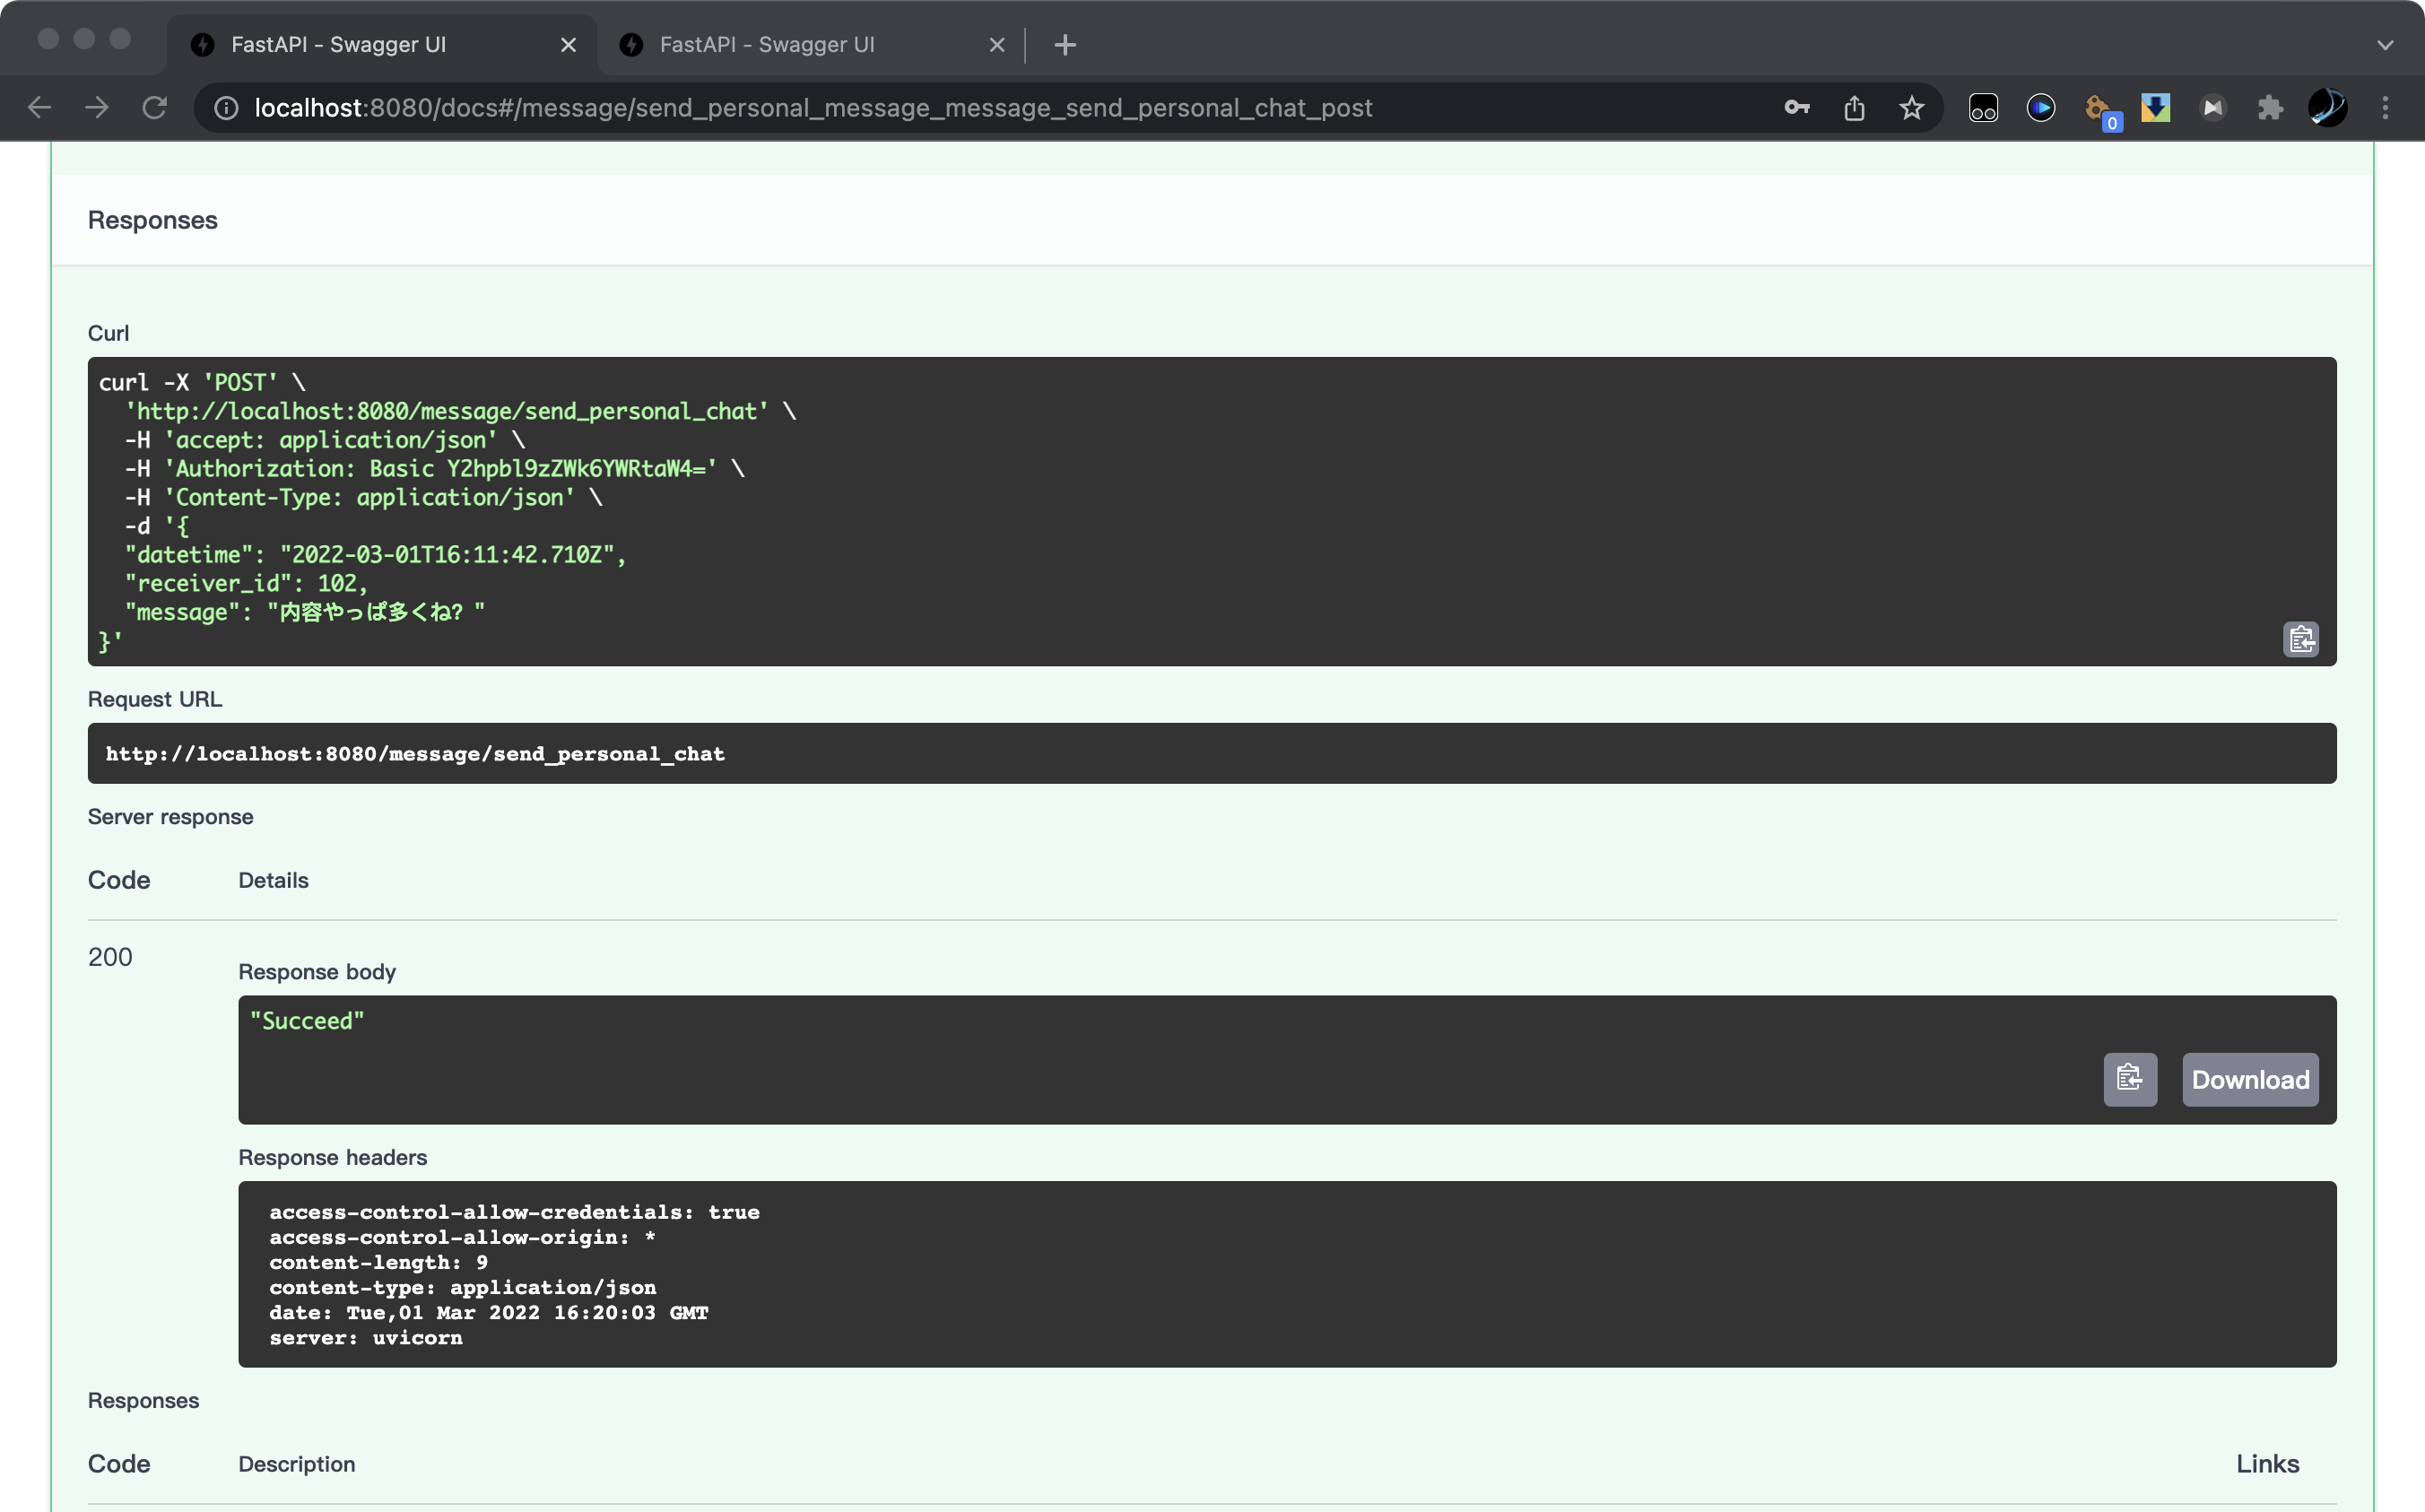 FastAPI - Swagger UI
FastAPI - Swagger UI
localhost:8080/docs#/message/send_personal_message_message_send_personal_chat_post
0
Responses
Curl
curl -X 'POST' \
'http://localhost:8080/message/send_personal_chat' \
-H 'accept: application/json' \
-H 'Authorization: Basic Y2hpbl9zZWk6YWRtaW4=' \
-H 'Content-Type: application/json' \
-d '{
"datetime": "2022-03-01T16:11:42.710Z",
"receiver_id": 102,
"message": "内容やっぱ多くね？"
}'
Request URL
http://localhost:8080/message/send_personal_chat
Server response
Code Details
200
Response body
"Succeed"
Download
Response headers
access-control-allow-credentials: true
access-control-allow-origin: *
content-length: 9
content-type: application/json
date: Tue,01 Mar 2022 16:20:03 GMT
server: uvicorn
Responses
Code Description Links